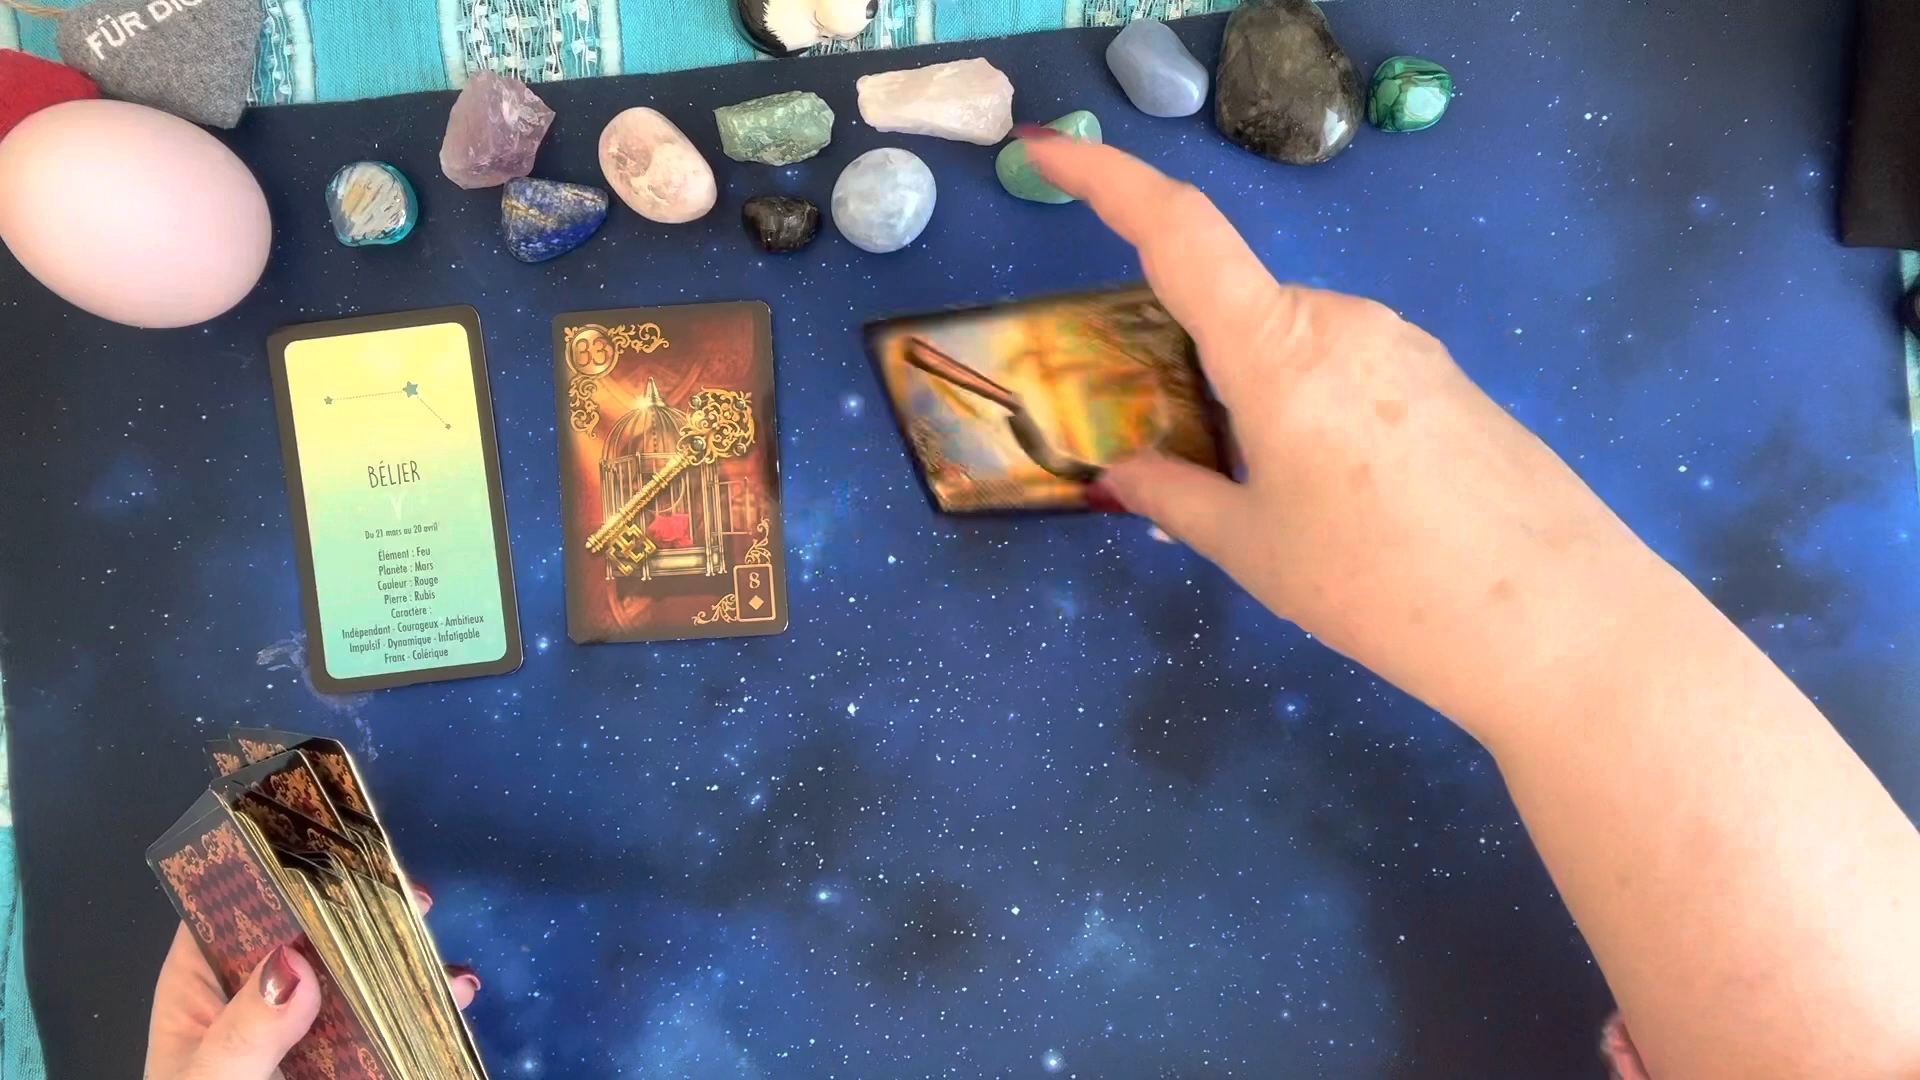 FÜR DIC
33
8
BÉLIER
Du 21 mars au 20 avril
Élément : Feu
Planète : Mars
Couleur : Rouge
Pierre : Rubis
Caractère :
Indépendant - Courageux - Ambitieux
Impulsif - Dynamique - Infatigable
Franc - Colérique